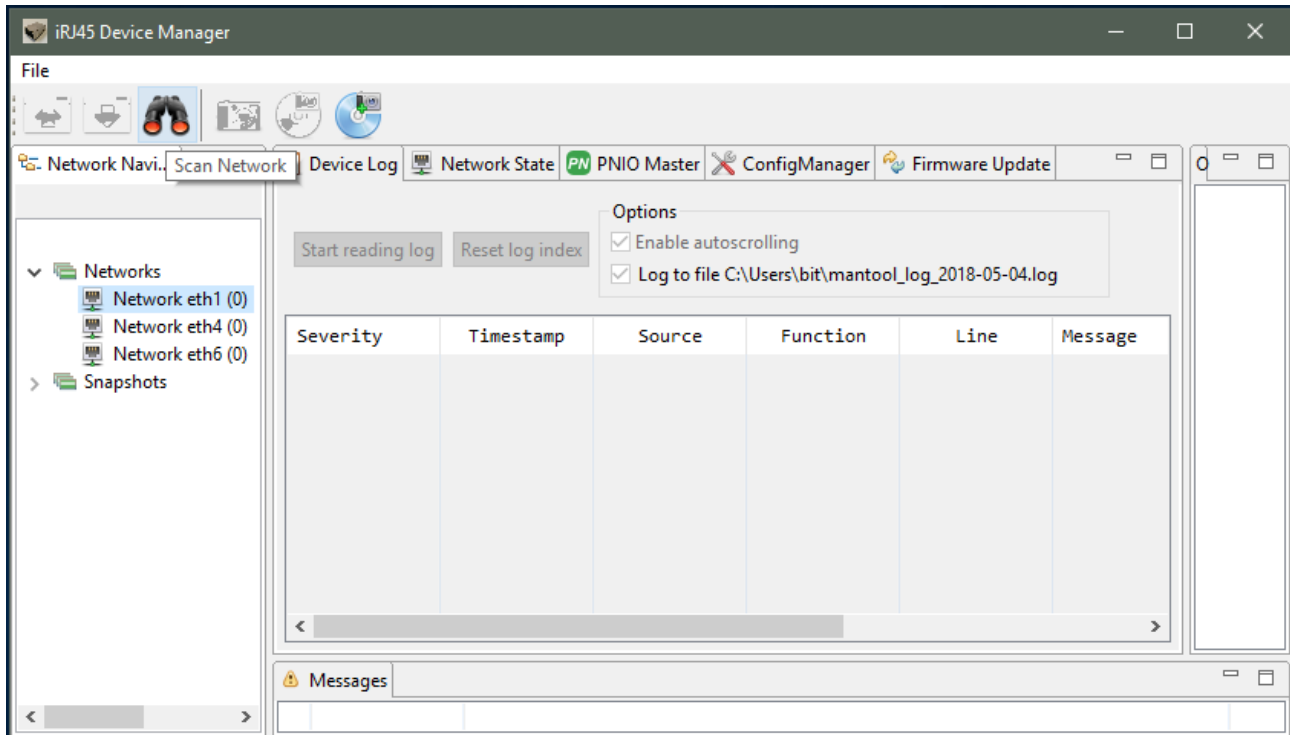 iRJ45 Device Manager
File
Network Navi..
Scan Network
Device Log
Network State
PN PNIO Master
ConfigManager
Firmware Update
O
Options
Start reading log
Reset log index
Enable autoscrolling
Log to file C:\Users\bit\mantool_log_2018-05-04.log
Networks
Network eth1 (0)
Network eth4 (0)
Network eth6 (0)
Snapshots
Severity Timestamp Source Function Line Message
Messages